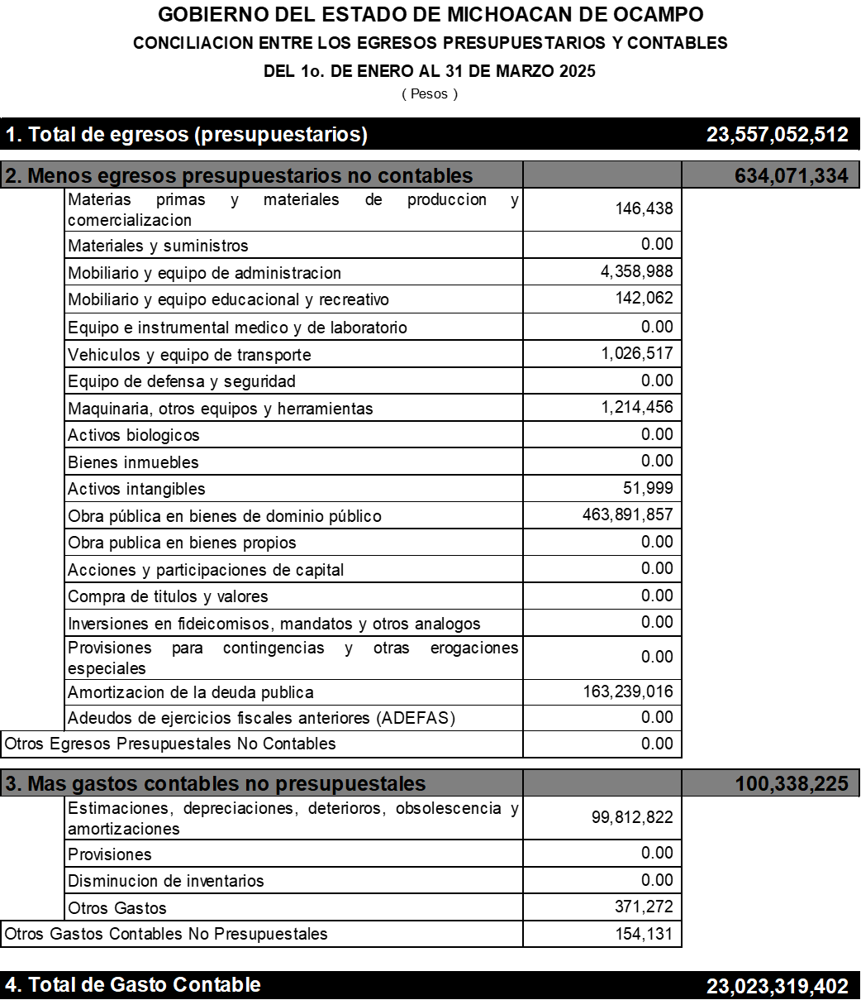 GOBIERNO DEL ESTADO DE MICHOACAN DE OCAMPO
CONCILIACION ENTRE LOS EGRESOS PRESUPUESTARIOS Y CONTABLES
DEL 1o. DE ENERO AL 31 DE MARZO 2025
( Pesos )
1. Total de egresos (presupuestarios) 23,557,052,512
2. Menos egresos presupuestarios no contables 634,071,334
Materias primas y materiales de produccion y
comercializacion 146,438
Materiales y suministros 0.00
Mobiliario y equipo de administracion 4,358,988
Mobiliario y equipo educacional y recreativo 142,062
Equipo e instrumental medico y de laboratorio 0.00
Vehiculos y equipo de transporte 1,026,517
Equipo de defensa y seguridad 0.00
Maquinaria, otros equipos y herramientas 1,214,456
Activos biologicos 0.00
Bienes inmuebles 0.00
Activos intangibles 51,999
Obra pública en bienes de dominio público 463,891,857
Obra publica en bienes propios 0.00
Acciones y participaciones de capital 0.00
Compra de titulos y valores 0.00
Inversiones en fideicomisos, mandatos y otros analogos 0.00
Provisiones para contingencias y otras erogaciones
especiales 0.00
Amortizacion de la deuda publica 163,239,016
Adeudos de ejercicios fiscales anteriores (ADEFAS) 0.00
Otros Egresos Presupuestales No Contables 0.00
3. Mas gastos contables no presupuestales 100,338,225
Estimaciones, depreciaciones, deterioros, obsolescencia y
amortizaciones 99,812,822
Provisiones 0.00
Disminucion de inventarios 0.00
Otros Gastos 371,272
Otros Gastos Contables No Presupuestales 154,131
4. Total de Gasto Contable 23,023,319,402